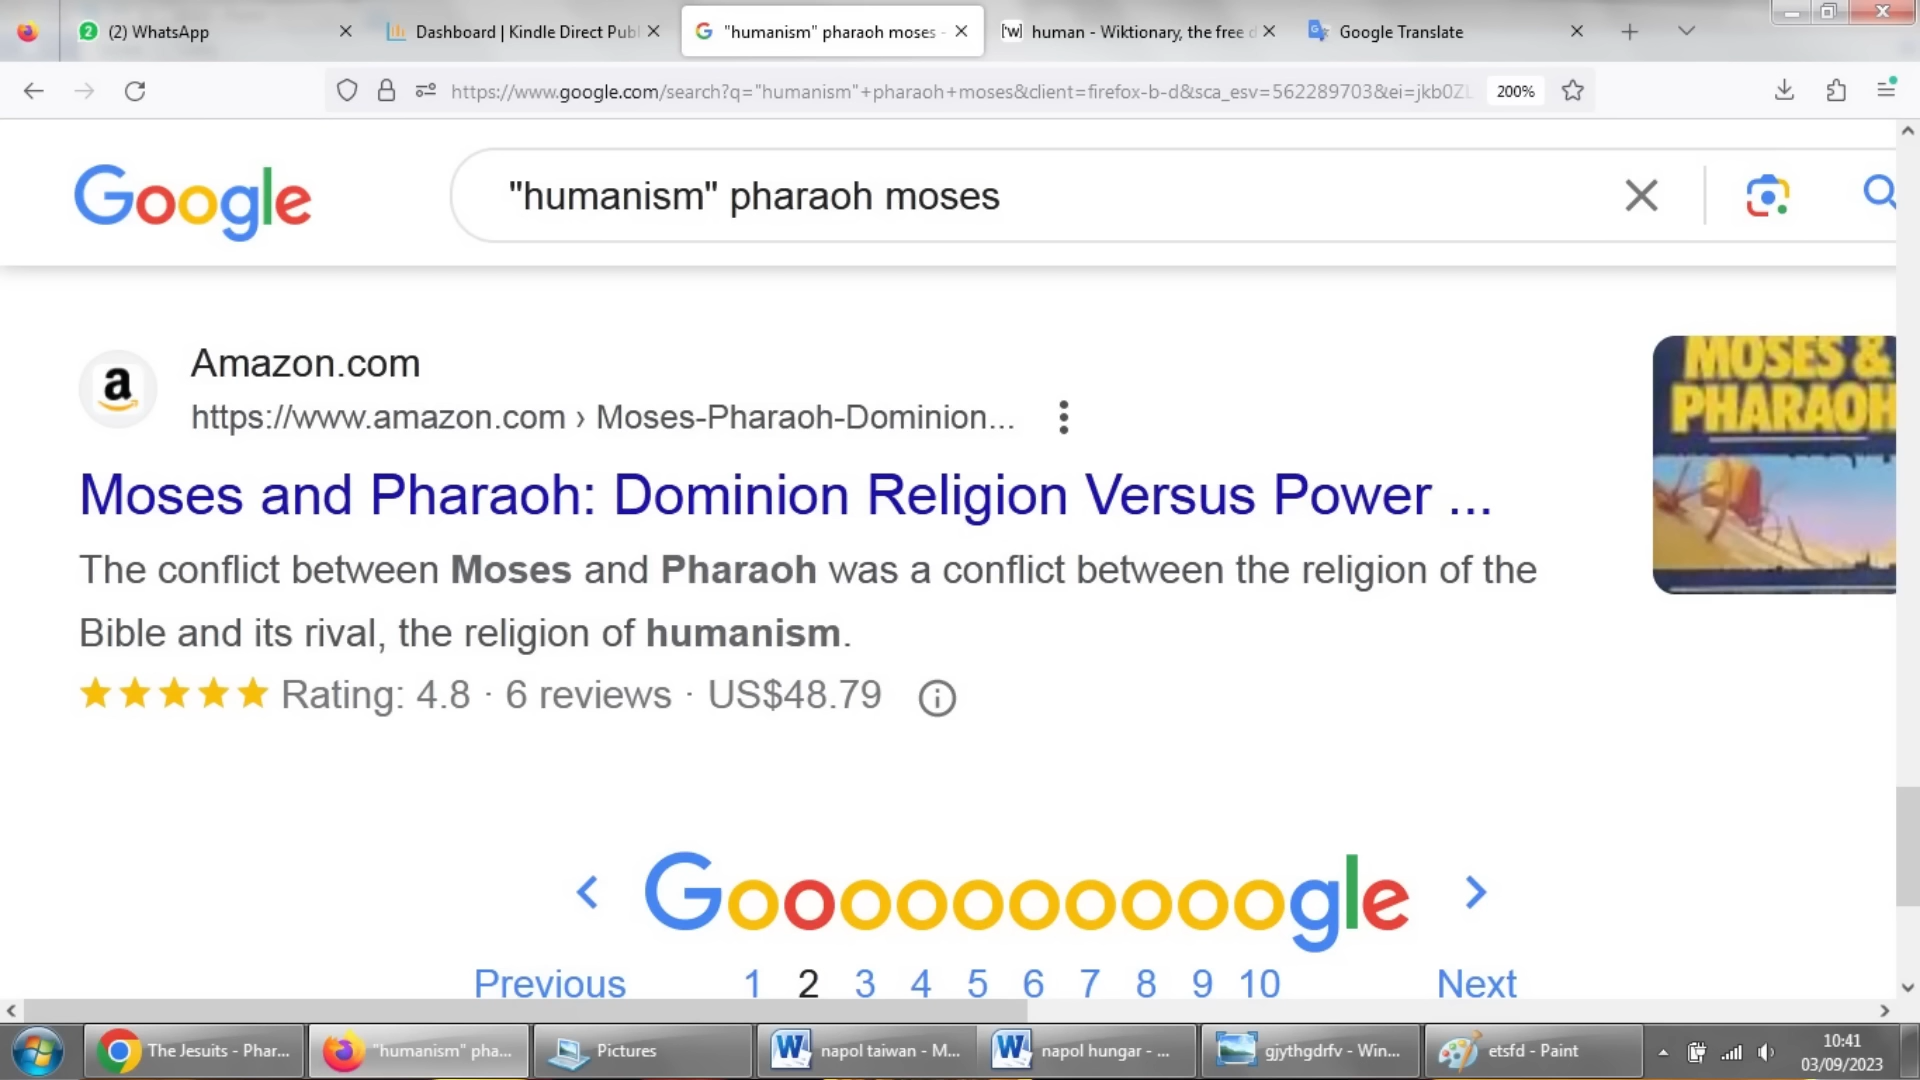 (2) WhatsApp
Dashboard | Kindle Direct Publ
"humanism" pharaoh moses -
human - Wiktionary, the free d
Google Translate
https://www.google.com/search?q="humanism"+pharaoh+moses&client=firefox-b-d&sca_esv=562289703&ei=jkb0ZL
200%
Google
"humanism" pharaoh moses
Amazon.com
https://www.amazon.com › Moses-Pharaoh-Dominion...
MOSES &
PHARAOH
Moses and Pharaoh: Dominion Religion Versus Power ...
The conflict between Moses and Pharaoh was a conflict between the religion of the
Bible and its rival, the religion of humanism.
Rating: 4.8 · 6 reviews · US$48.79
Goooooooooogle
Previous 1 2 3 4 5 6 7 8 9 10 Next
The Jesuits - Phar...
"humanism" pha...
Pictures
napol taiwan - M...
napol hungar - ...
gjythgdrfv - Win...
etsfd - Paint
10:41
03/09/2023